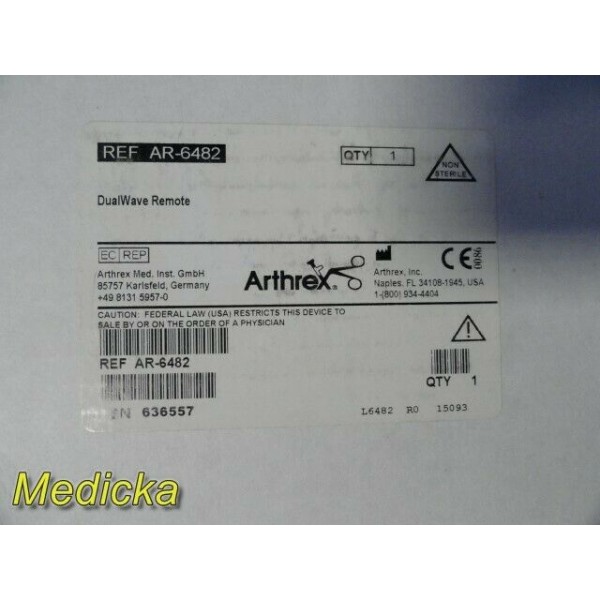 REF AR-6482
QTY 1
NON
STERILE
DualWave Remote
EC REP
Arthrex Med. Inst. GmbH
85757 Karlsfeld, Germany
+49 8131 5957-0
Arthrex®
Arthrex, Inc.
Naples, FL 34108-1945, USA
1-(800) 934-4404
CE 0086
CAUTION: FEDERAL LAW (USA) RESTRICTS THIS DEVICE TO
SALE BY OR ON THE ORDER OF A PHYSICIAN
REF AR-6482
QTY 1
SN 636557
L6482 R0 15093
Medicka